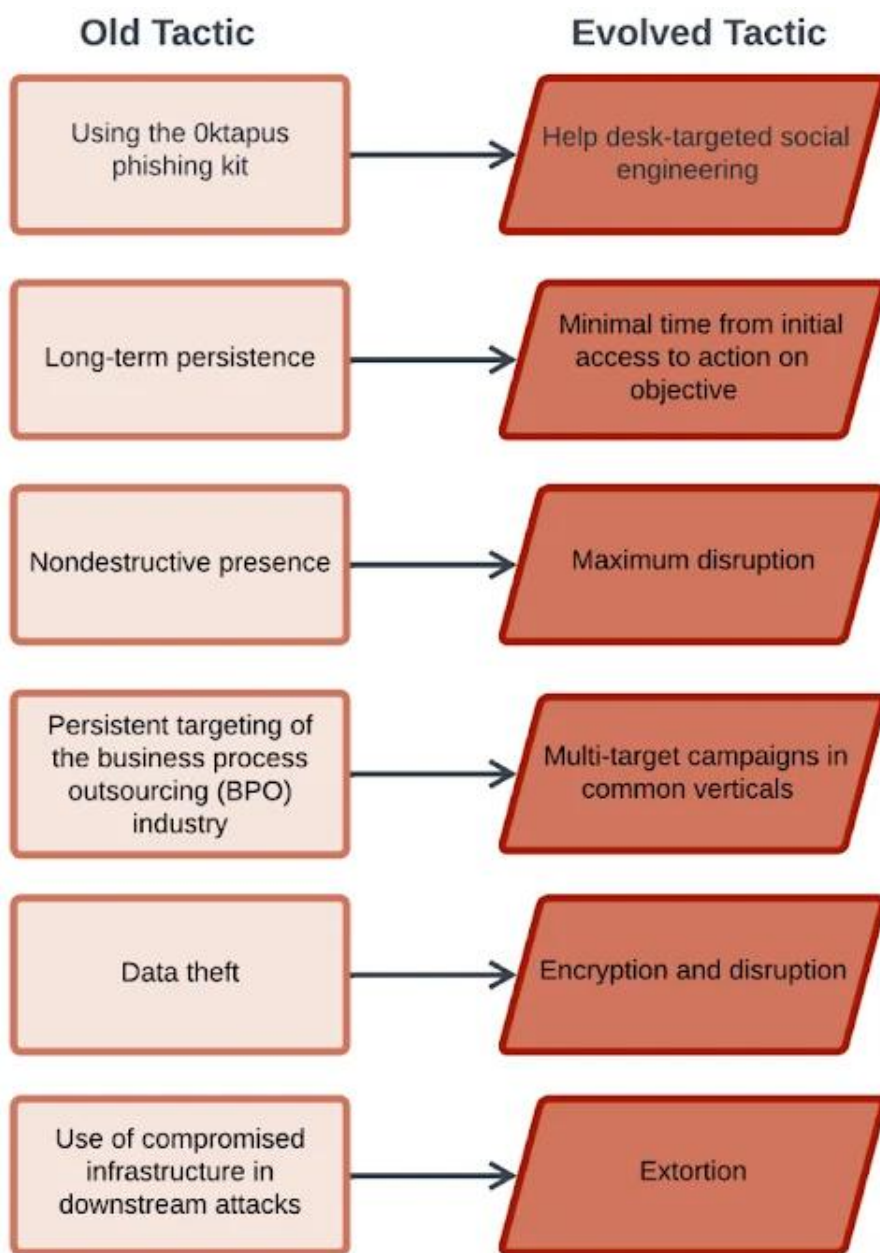 Old Tactic
Evolved Tactic
Using the 0ktapus
phishing kit
Help desk-targeted social
engineering
Long-term persistence
Minimal time from initial
access to action on
objective
Nondestructive presence
Maximum disruption
Persistent targeting of
the business process
outsourcing (BPO)
industry
Multi-target campaigns in
common verticals
Data theft
Encryption and disruption
Use of compromised
infrastructure in
downstream attacks
Extortion